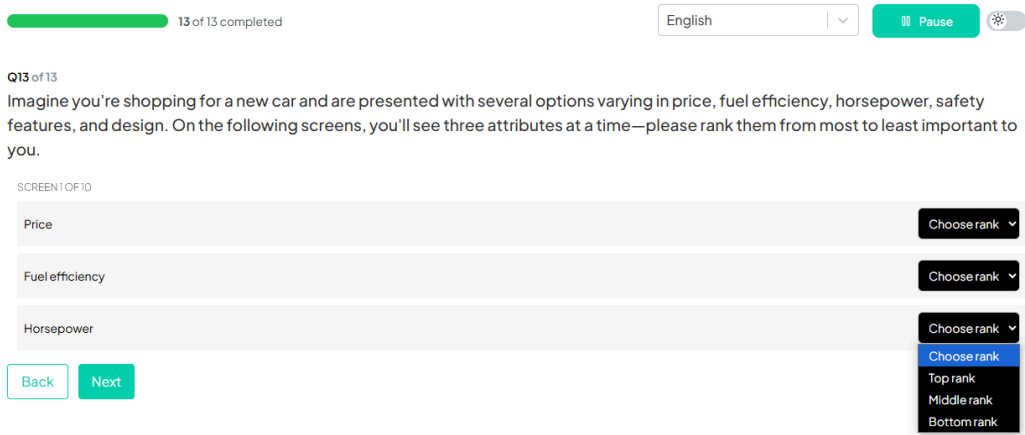 13 of 13 completed
English
Pause
Q13 of 13
Imagine you're shopping for a new car and are presented with several options varying in price, fuel efficiency, horsepower, safety
features, and design. On the following screens, you'll see three attributes at a time—please rank them from most to least important to
you.
SCREEN 1 OF 10
Price
Choose rank
Fuel efficiency
Choose rank
Horsepower
Choose rank
Choose rank
Top rank
Middle rank
Bottom rank
Back
Next